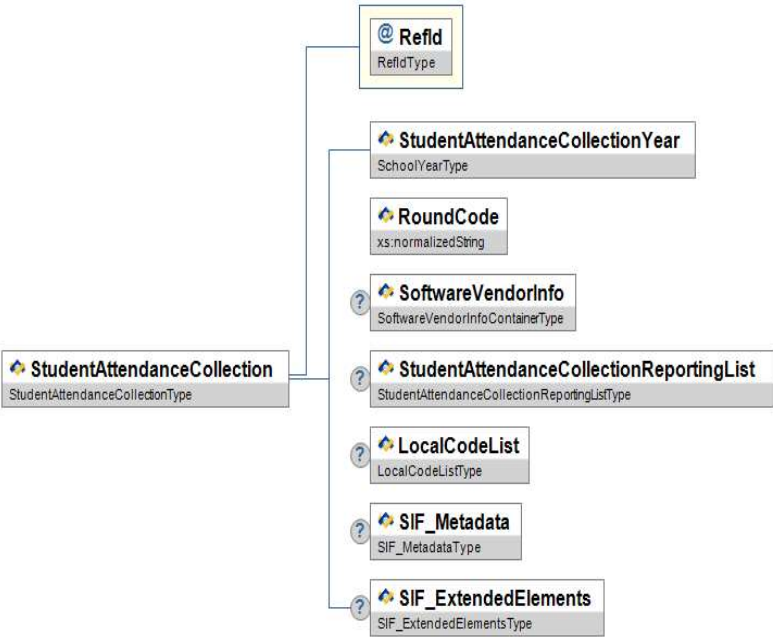 @ RefId
RefIdType
StudentAttendanceCollectionYear
SchoolYearType
RoundCode
xs:normalizedString
? SoftwareVendorInfo
SoftwareVendorInfoContainerType
StudentAttendanceCollection
StudentAttendanceCollectionType
? StudentAttendanceCollectionReportingList
StudentAttendanceCollectionReportingListType
? LocalCodeList
LocalCodeListType
? SIF_Metadata
SIF_MetadataType
? SIF_ExtendedElements
SIF_ExtendedElementsType